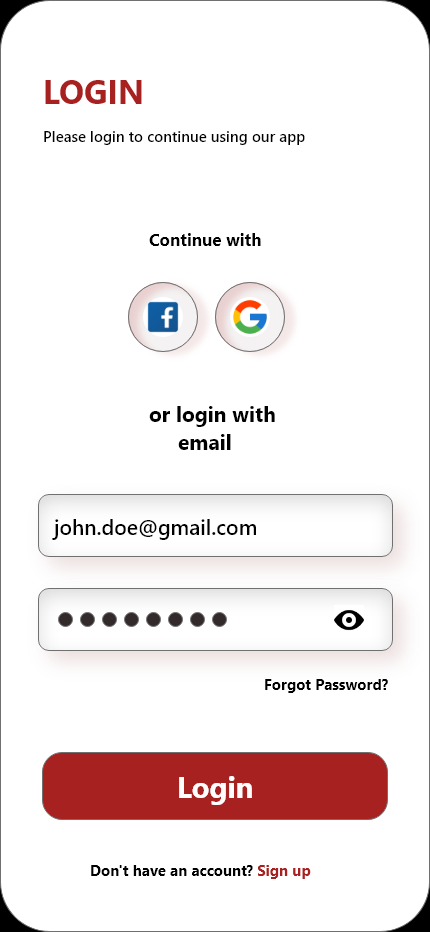 LOGIN
Please login to continue using our app
Continue with
or login with
email
john.doe@gmail.com
Forgot Password?
Login
Don't have an account? Sign up